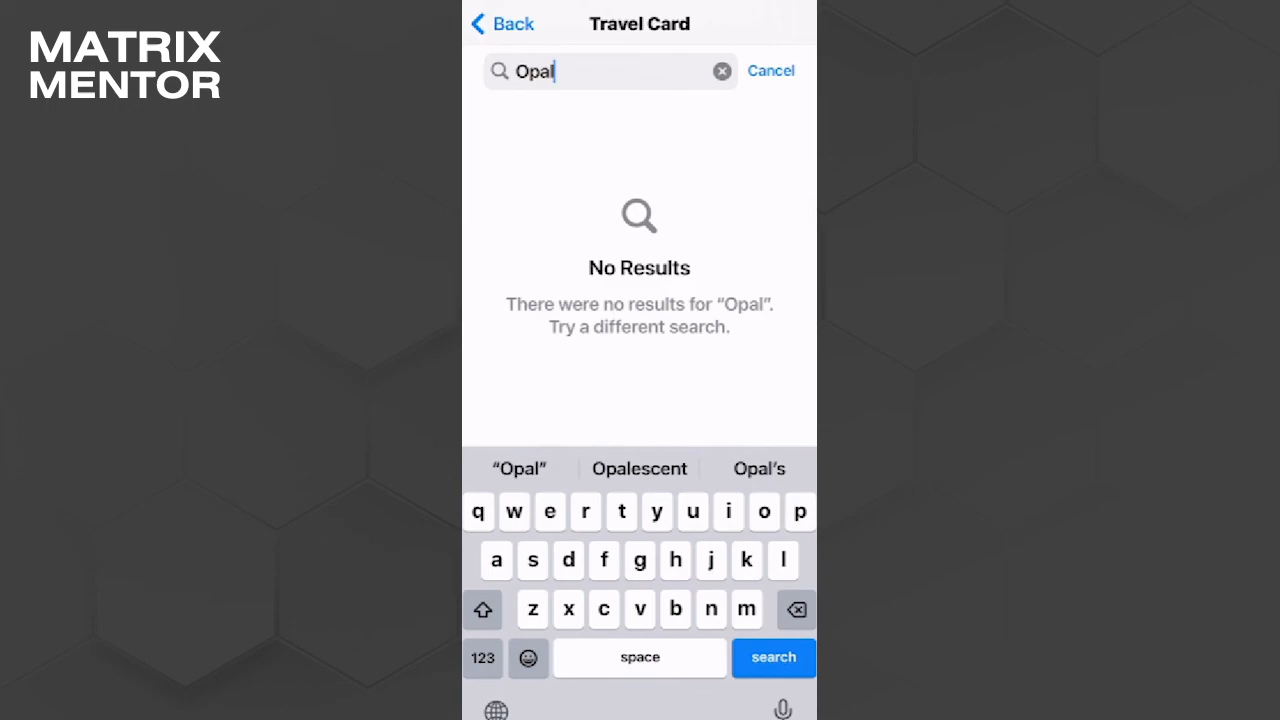 MATRIX
MENTOR
Back
Travel Card
Opal
Cancel
No Results
There were no results for “Opal”.
Try a different search.
“Opal”
Opalescent
Opal's
q w e r t y u i o p
a s d f g h j k l
z x c v b n m
123
space
search